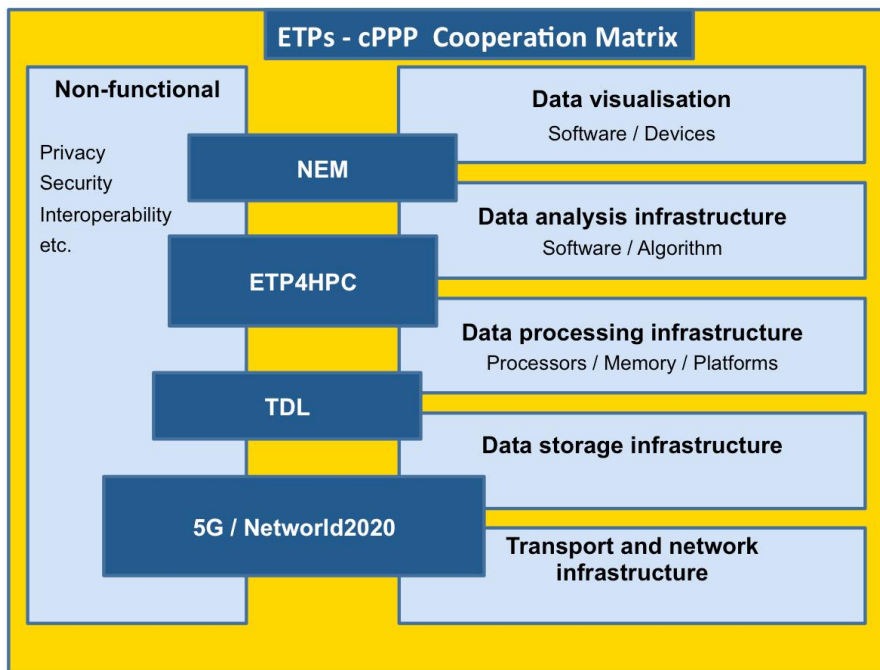 ETPs - cPPP Cooperation Matrix
Non-functional
Privacy
Security
Interoperability
etc.
NEM
ETP4HPC
TDL
5G / Networld2020
Data visualisation
Software / Devices
Data analysis infrastructure
Software / Algorithm
Data processing infrastructure
Processors / Memory / Platforms
Data storage infrastructure
Transport and network
infrastructure